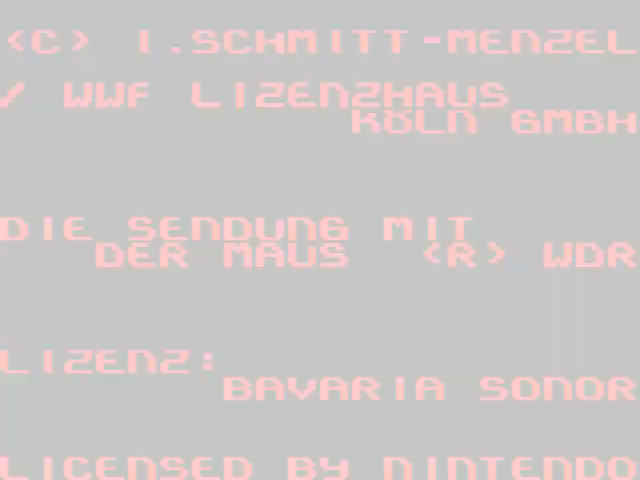 (C) I.SCHMITT-MENZEL
/ WWF LIZENZHAUS
KÖLN GMBH
DIE SENDUNG MIT
DER MAUS (R) WDR
LIZENZ:
BAVARIA SONOR
LICENSED BY NINTENDO